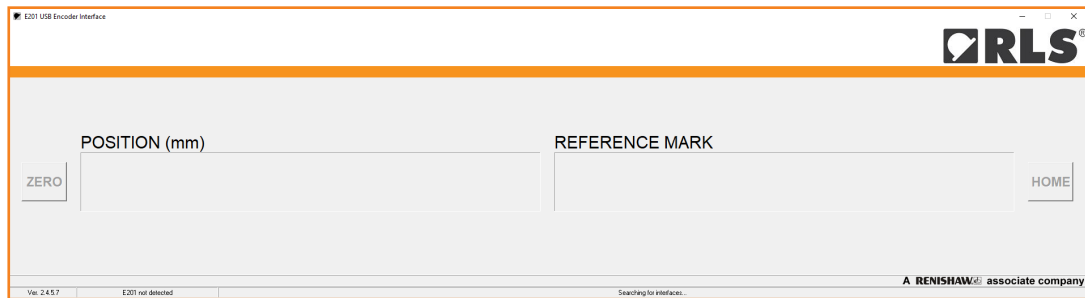 E201 USB Encoder Interface
RLS®
POSITION (mm)
REFERENCE MARK
ZERO
HOME
A RENISHAW associate company
Ver. 2.4.5.7
E201 not detected
Searching for interfaces...